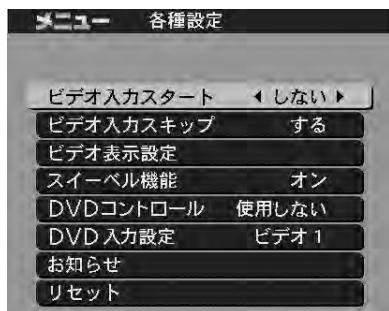 メニュー 各種設定
ビデオ入力スタート ◀ しない ▶
ビデオ入力スキップ する
ビデオ表示設定
スイーベル機能 オン
DVDコントロール 使用しない
DVD入力設定 ビデオ1
お知らせ
リセット